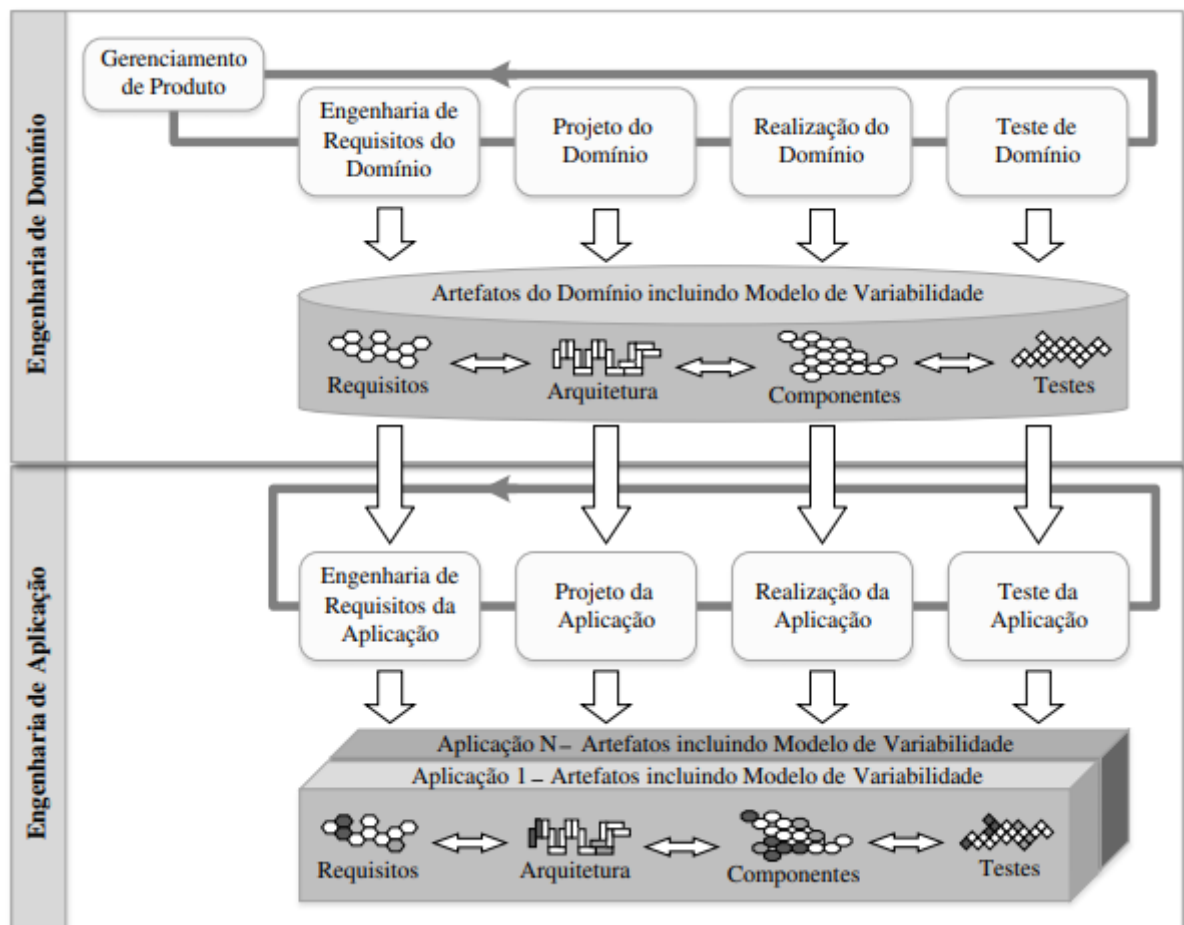 Engenharia de Domínio
Gerenciamento
de Produto
Engenharia de
Requisitos do
Domínio
Projeto do
Domínio
Realização do
Domínio
Teste de
Domínio
Artefatos do Domínio incluindo Modelo de Variabilidade
Requisitos
Arquitetura
Componentes
Testes
Engenharia de Aplicação
Engenharia de
Requisitos da
Aplicação
Projeto da
Aplicação
Realização da
Aplicação
Teste da
Aplicação
Aplicação N – Artefatos incluindo Modelo de Variabilidade
Aplicação 1 – Artefatos incluindo Modelo de Variabilidade
Requisitos
Arquitetura
Componentes
Testes